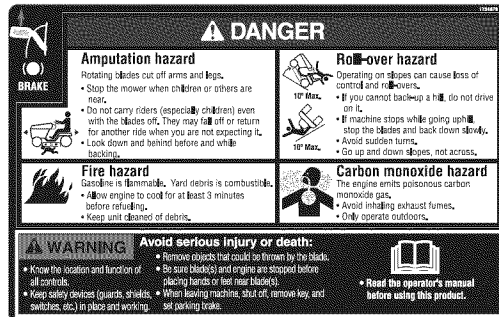 1734878
DANGER
BRAKE
Amputation hazard
Rotating blades cut off arms and legs.
• Stop the mower when children or others are
near.
• Do not carry riders (especially children) even
with the blades off. They may fall off or return
for another ride when you are not expecting it.
• Look down and behind before and while
backing.
10° Max.
10° Max.
Roll-over hazard
Operating on slopes can cause loss of
control and roll-overs.
• If you cannot back-up a hill, do not drive
on it.
• If machine stops while going uphill,
stop the blades and back down slowly.
• Avoid sudden turns.
• Go up and down slopes, not across.
Fire hazard
Gasoline is flammable. Yard debris is combustible.
• Allow engine to cool for at least 3 minutes
before refueling.
• Keep unit cleaned of debris.
Carbon monoxide hazard
The engine emits poisonous carbon
monoxide gas.
• Avoid inhaling exhaust fumes.
• Only operate outdoors.
WARNING
Avoid serious injury or death:
• Know the location and function of
all controls.
• Keep safety devices (guards, shields,
switches, etc.) in place and working.
• Remove objects that could be thrown by the blade.
• Be sure blade(s) and engine are stopped before
placing hands or feet near blade(s).
• When leaving machine, shut off, remove key, and
set parking brake.
• Read the operator's manual
before using this product.